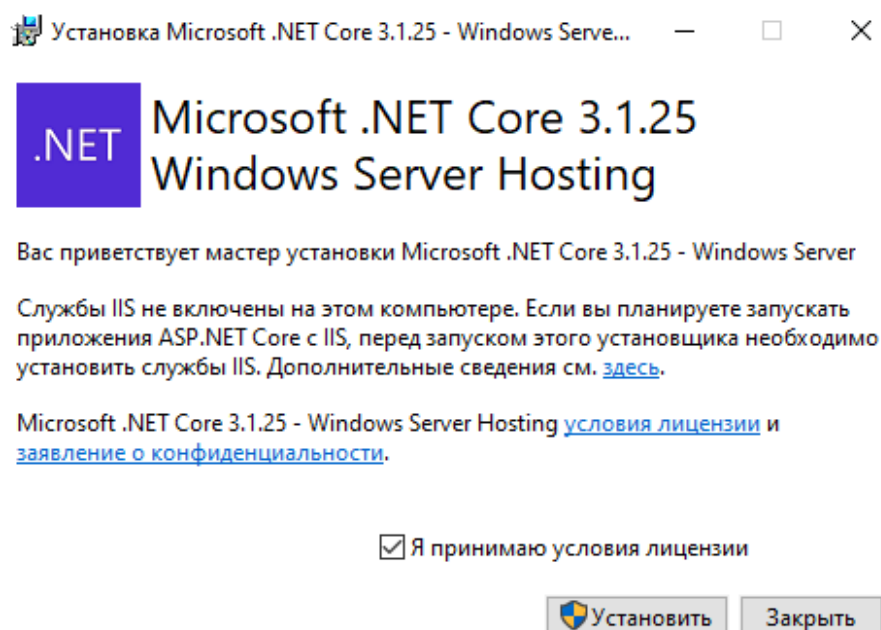 Установка Microsoft .NET Core 3.1.25 - Windows Serve...
.NET
Microsoft .NET Core 3.1.25
Windows Server Hosting
Вас приветствует мастер установки Microsoft .NET Core 3.1.25 - Windows Server
Службы IIS не включены на этом компьютере. Если вы планируете запускать
приложения ASP.NET Core с IIS, перед запуском этого установщика необходимо
установить службы IIS. Дополнительные сведения см. здесь.
Microsoft .NET Core 3.1.25 - Windows Server Hosting условия лицензии и
заявление о конфиденциальности.
Я принимаю условия лицензии
Установить Закрыть